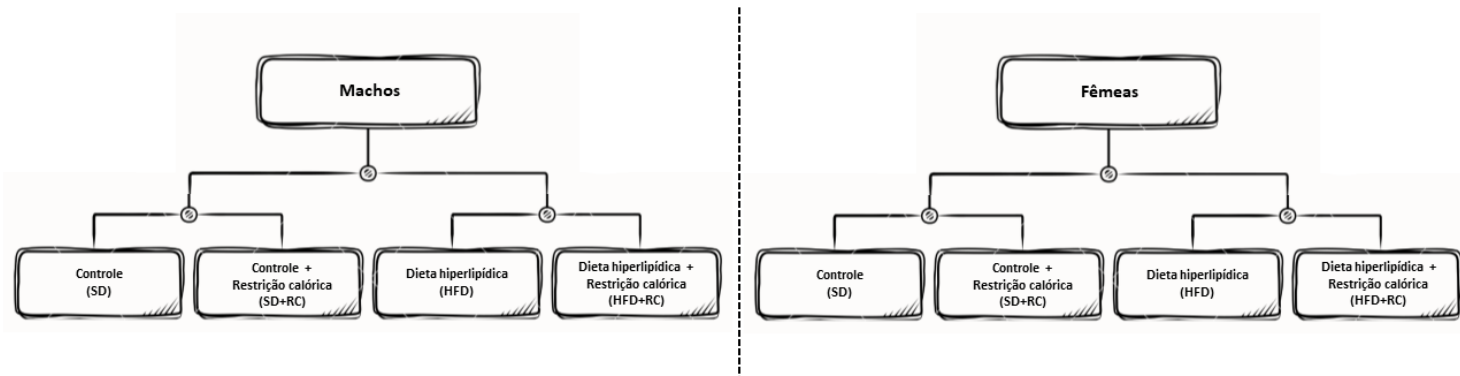 Machos
Controle
(SD)
Controle +
Restrição calórica
(SD+RC)
Dieta hiperlipídica
(HFD)
Dieta hiperlipídica +
Restrição calórica
(HFD+RC)
Fêmeas
Controle
(SD)
Controle +
Restrição calórica
(SD+RC)
Dieta hiperlipídica
(HFD)
Dieta hiperlipídica +
Restrição calórica
(HFD+RC)